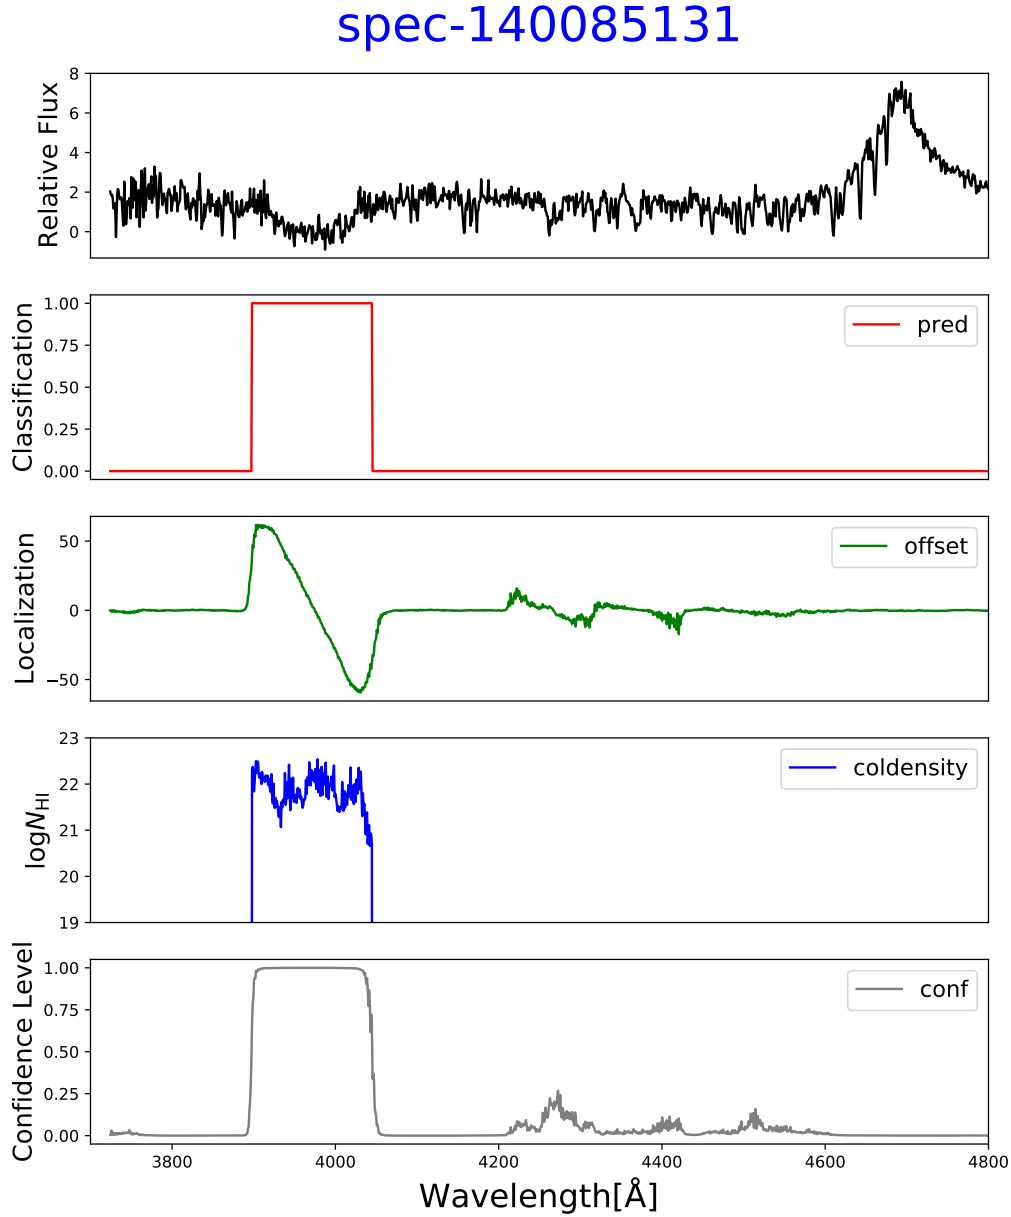 spec-140085131
Relative Flux
8
6
4
2
0
Classification
1.00
0.75
0.50
0.25
0.00
pred
Localization
50
0
−50
offset
logN_HI
23
22
21
20
19
coldensity
Confidence Level
1.00
0.75
0.50
0.25
0.00
conf
3800 4000 4200 4400 4600 4800
Wavelength[Å]